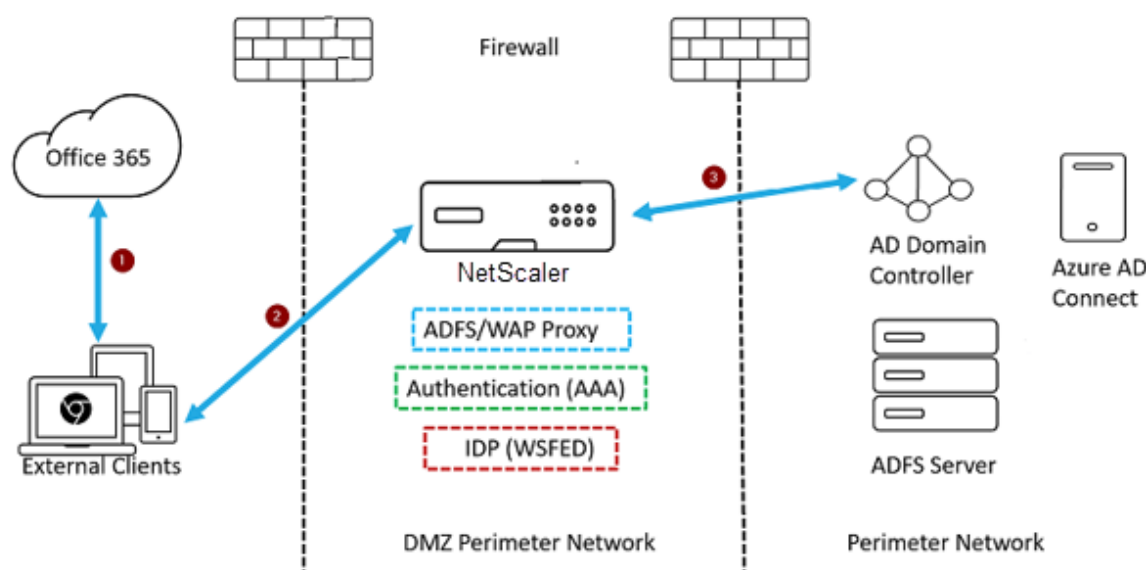 Firewall
Office 365
1
2
3
NetScaler
ADFS/WAP Proxy
Authentication (AAA)
IDP (WSFED)
External Clients
AD Domain
Controller
Azure AD
Connect
ADFS Server
DMZ Perimeter Network
Perimeter Network